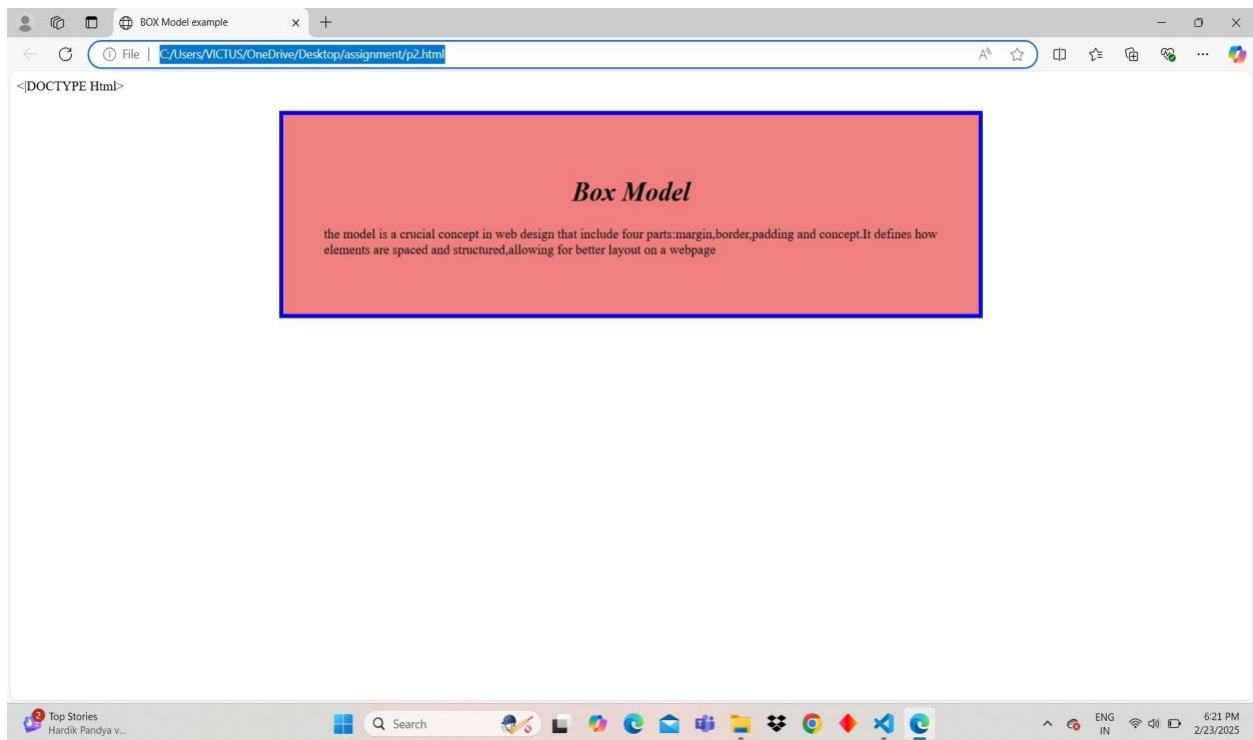 BOX Model example
File
C:/Users/VICTUS/OneDrive/Desktop/assignment/p2.html
<|DOCTYPE Html>
Box Model
the model is a crucial concept in web design that include four parts:margin,border,padding and concept.It defines how
elements are spaced and structured,allowing for better layout on a webpage
2
Top Stories
Hardik Pandya v...
Search
ENG
IN
6:21 PM
2/23/2025